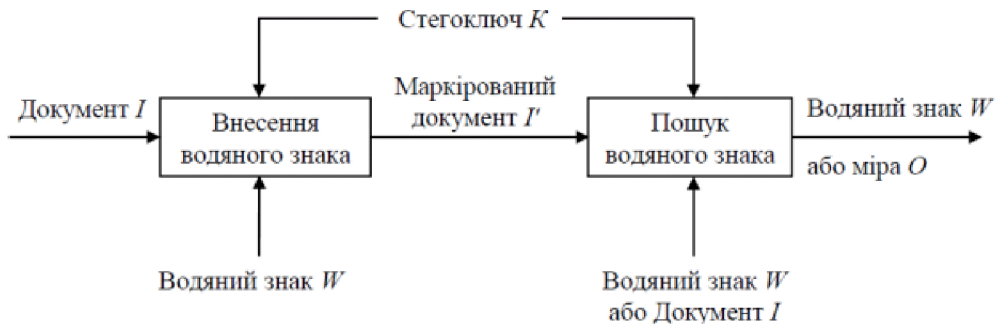 Стегоключ K
Документ I
Внесення
водяного знака
Маркірований
документ I'
Пошук
водяного знака
Водяний знак W
або міра O
Водяний знак W
Водяний знак W
або Документ I